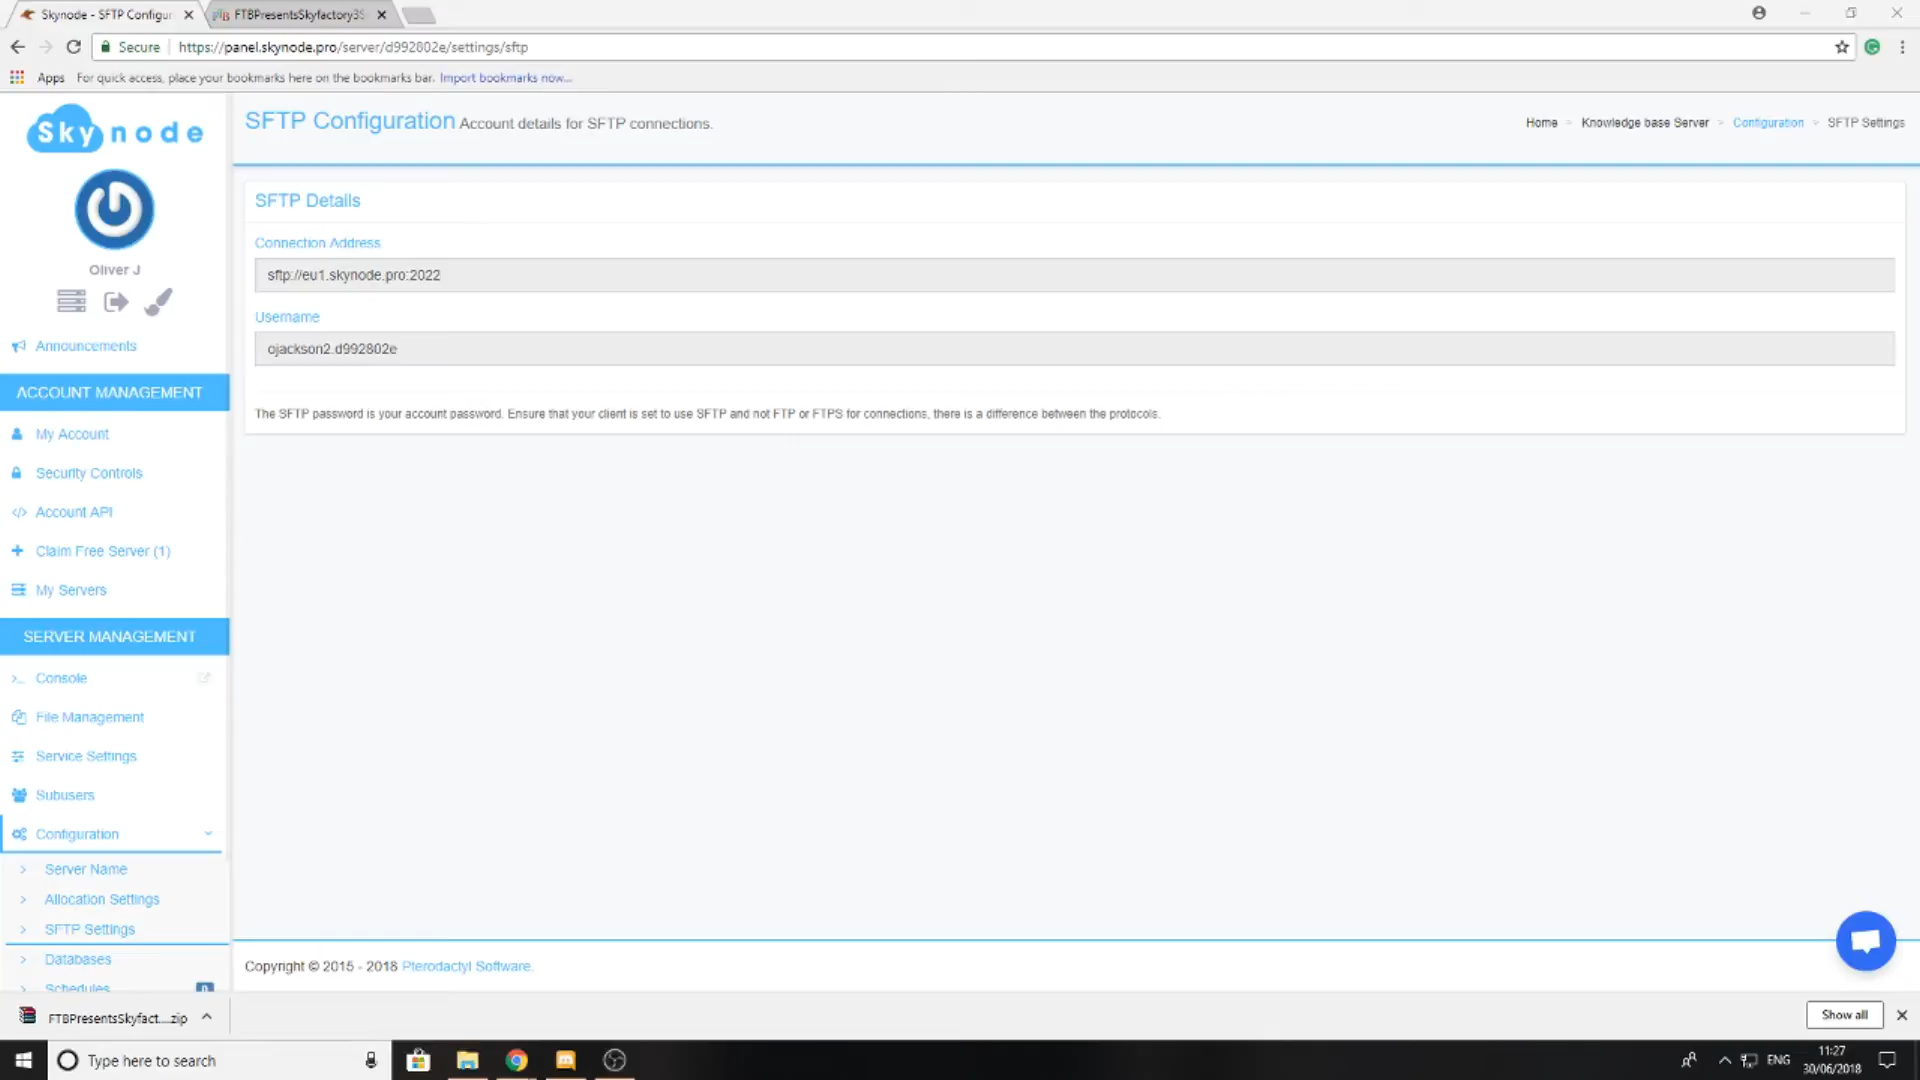 Skynode - SFTP Configur
FTBPresentsSkyfactory3S
Secure
https://panel.skynode.pro/server/d992802e/settings/sftp
Apps
For quick access, place your bookmarks here on the bookmarks bar. Import bookmarks now...
Skynode
Oliver J
Announcements
ACCOUNT MANAGEMENT
My Account
Security Controls
Account API
Claim Free Server (1)
My Servers
SERVER MANAGEMENT
Console
File Management
Service Settings
Subusers
Configuration
Server Name
Allocation Settings
SFTP Settings
Databases
Schedules
SFTP Configuration Account details for SFTP connections.
Home > Knowledge base Server > Configuration > SFTP Settings
SFTP Details
Connection Address
sftp://eu1.skynode.pro:2022
Username
ojackson2.d992802e
The SFTP password is your account password. Ensure that your client is set to use SFTP and not FTP or FTPS for connections, there is a difference between the protocols.
Copyright © 2015 - 2018 Pterodactyl Software.
FTBPresentsSkyfact....zip
Show all
Type here to search
ENG
11:27
30/06/2018